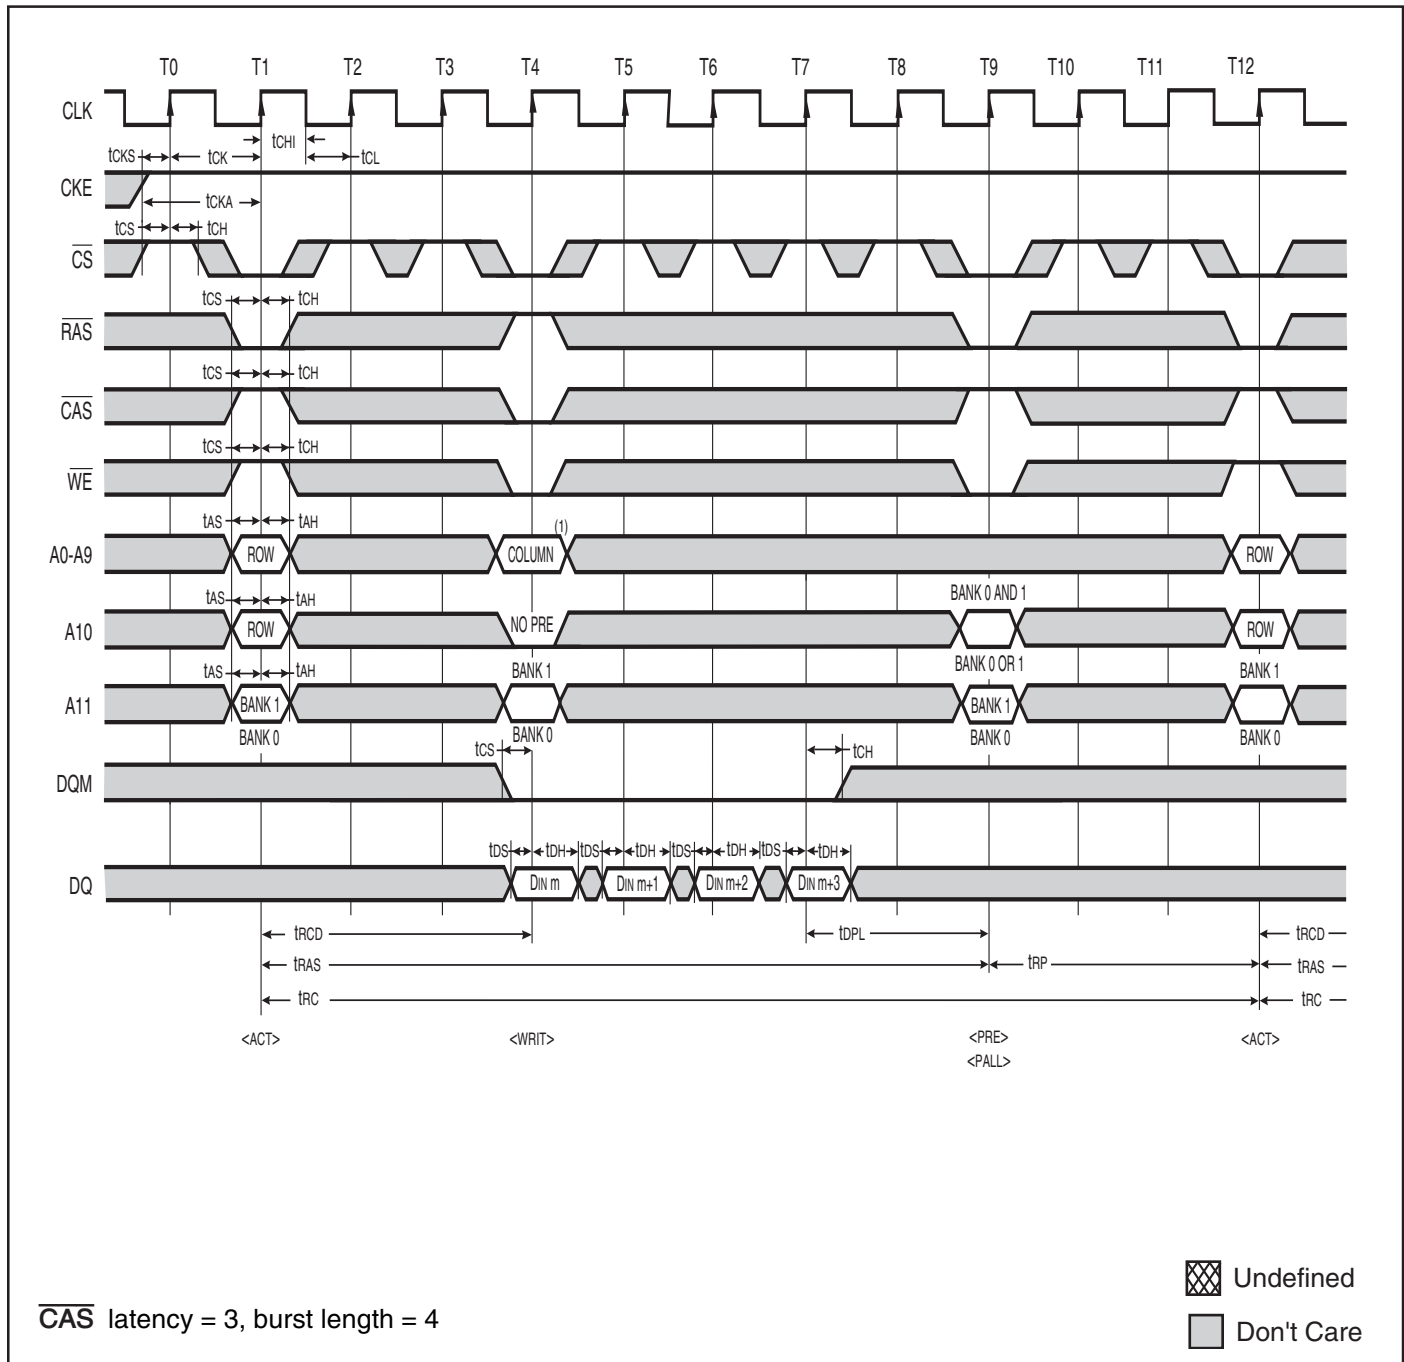 T0 T1 T2 T3 T4 T5 T6 T7 T8 T9 T10 T11 T12
CLK
tCHI
tCKS tCK tCL
CKE
tCKA
tCS tCH
CS
tCS tCH
RAS
tCS tCH
CAS
tCS tCH
WE
tAS tAH
(1)
A0-A9 ROW COLUMN ROW
BANK 0 AND 1
tAS tAH
A10 ROW NO PRE ROW
BANK 1 BANK 0 OR 1 BANK 1
tAS tAH
A11 BANK 1 BANK 1
BANK 0 BANK 0 BANK 0 BANK 0
tCS tCH
DQM
tDS tDH tDS tDH tDS tDH tDS tDH
DQ DIN m DIN m+1 DIN m+2 DIN m+3
tRCD tDPL tRCD
tRAS tRP tRAS
tRC tRC
<ACT> <WRIT> <PRE> <ACT>
<PALL>
Undefined
CAS latency = 3, burst length = 4
Don't Care